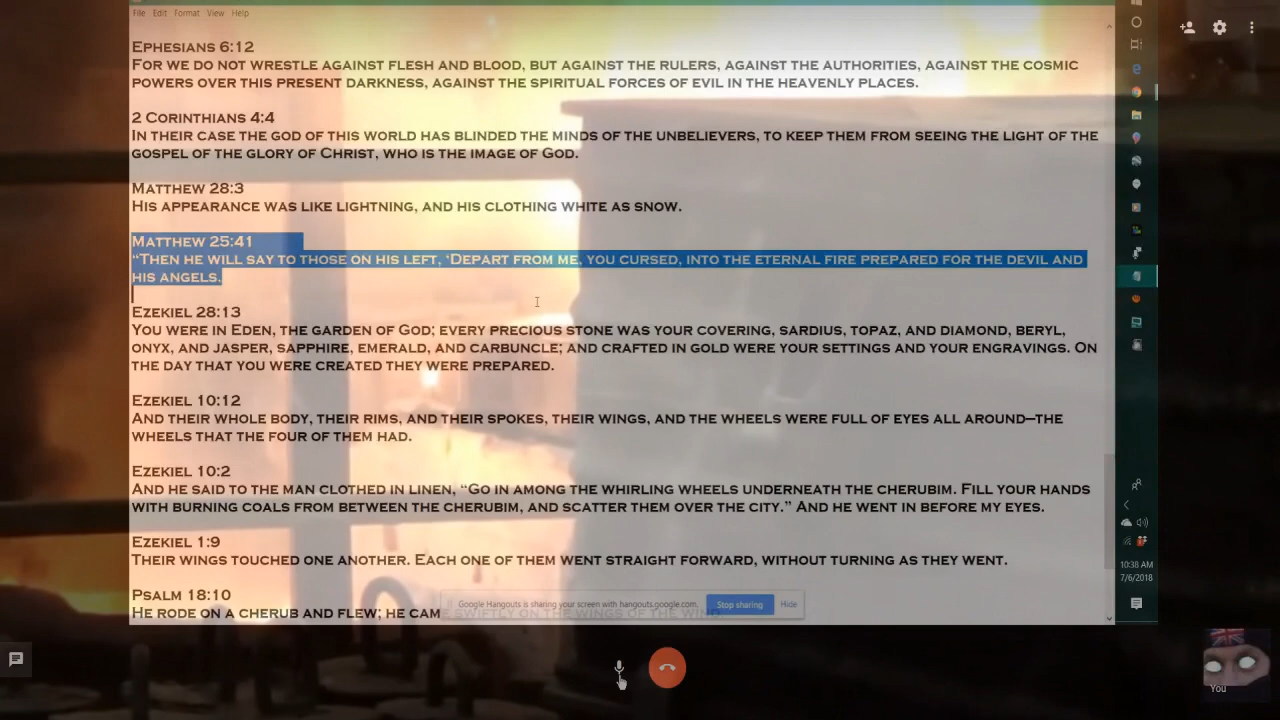 File Edit Format View Help
Ephesians 6:12
For we do not wrestle against flesh and blood, but against the rulers, against the authorities, against the cosmic
powers over this present darkness, against the spiritual forces of evil in the heavenly places.
2 Corinthians 4:4
In their case the god of this world has blinded the minds of the unbelievers, to keep them from seeing the light of the
gospel of the glory of Christ, who is the image of God.
Matthew 28:3
His appearance was like lightning, and his clothing white as snow.
Matthew 25:41
“Then he will say to those on his left, ‘Depart from me, you cursed, into the eternal fire prepared for the devil and
his angels.
Ezekiel 28:13
You were in Eden, the garden of God; every precious stone was your covering, sardius, topaz, and diamond, beryl,
onyx, and jasper, sapphire, emerald, and carbuncle; and crafted in gold were your settings and your engravings. On
the day that you were created they were prepared.
Ezekiel 10:12
And their whole body, their rims, and their spokes, their wings, and the wheels were full of eyes all around—the
wheels that the four of them had.
Ezekiel 10:2
And he said to the man clothed in linen, “Go in among the whirling wheels underneath the cherubim. Fill your hands
with burning coals from between the cherubim, and scatter them over the city.” And he went in before my eyes.
Ezekiel 1:9
Their wings touched one another. Each one of them went straight forward, without turning as they went.
Psalm 18:10
He rode on a cherub and flew; he came swiftly on the wings of the wind.
Google Hangouts is sharing your screen with hangouts.google.com. Stop sharing Hide
10:38 AM
7/6/2018
You